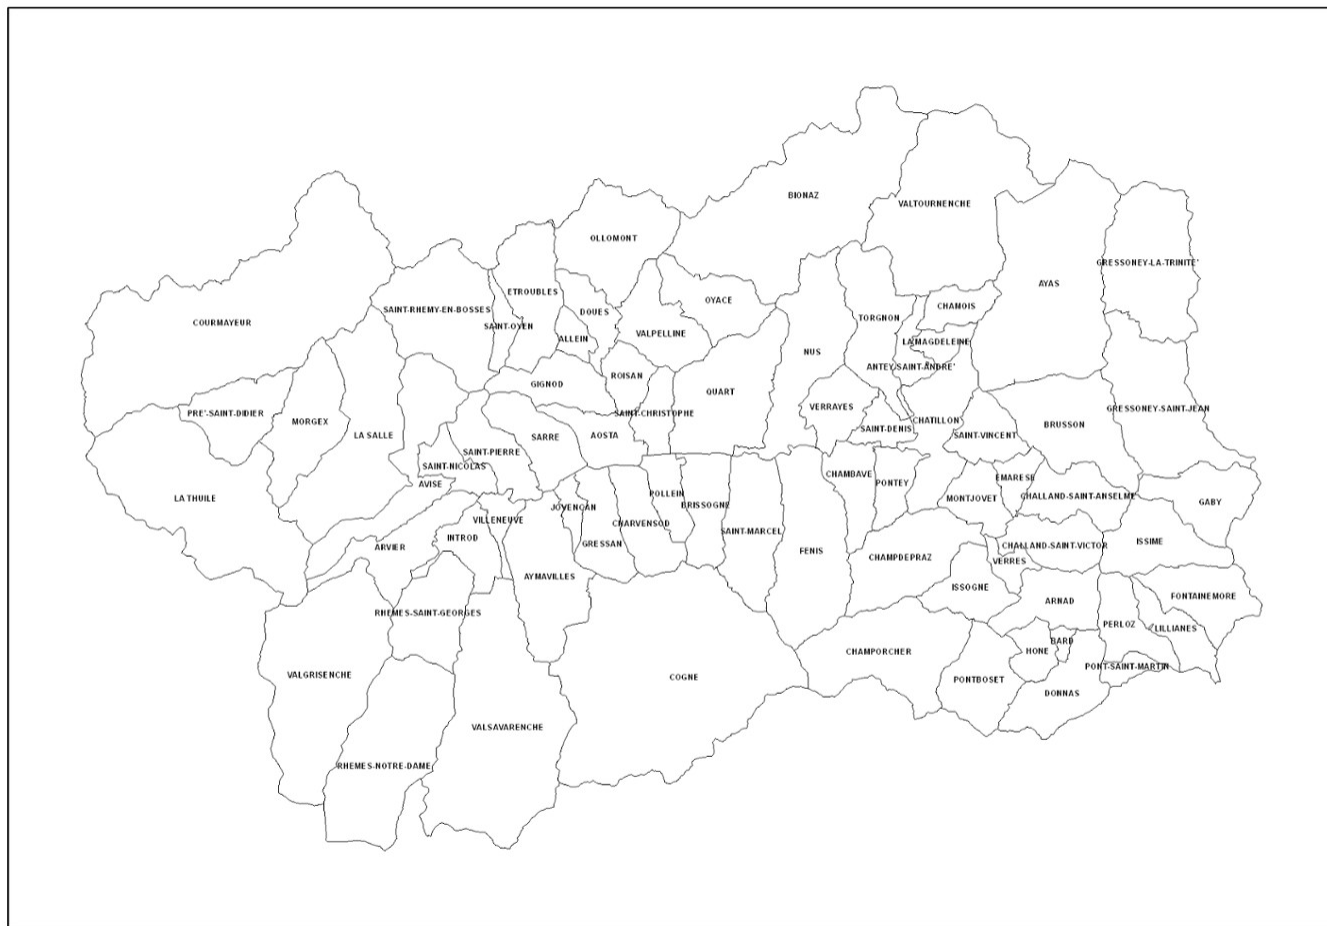 BIONAZ
VALTOURNENCHE
OLLOMONT
GRESSONEY-LA-TRINITE'
AYAS
ETROUBLES
OYACE
CHAMOIS
SAINT-RHEMY-EN-BOSSES
DOUES
TORGNON
COURMAYEUR
SAINT-OYEN
VALPELLINE
ALLEIN
LA MAGDELEINE
NUS
ANTEY-SAINT-ANDRE'
ROISAN
GIGNOD
QUART
PRE'-SAINT-DIDIER
SAINT-CHRISTOPHE
VERRAYES
GRESSONEY-SAINT-JEAN
MORGEX
CHATILLON
BRUSSON
SAINT-DENIS
LA SALLE
SARRE
AOSTA
SAINT-VINCENT
SAINT-PIERRE
SAINT-NICOLAS
CHAMBAVE
EMARESE
AVISE
PONTEY
POLLEIN
CHALLAND-SAINT-ANSELME
LA THUILE
MONTJOVET
GABY
JOVENCAN
BRISSOGNE
VILLENEUVE
CHARVENSOD
SAINT-MARCEL
INTROD
GRESSAN
ISSIME
ARVIER
CHALLAND-SAINT-VICTOR
FENIS
CHAMPDEPRAZ
VERRES
AYMAVILLES
ISSOGNE
FONTAINEMORE
ARNAD
RHEMES-SAINT-GEORGES
PERLOZ
LILLIANES
BARD
CHAMPORCHER
HONE
PONT-SAINT-MARTIN
VALGRISENCHE
COGNE
PONTBOSET
DONNAS
VALSAVARENCHE
RHEMES-NOTRE-DAME